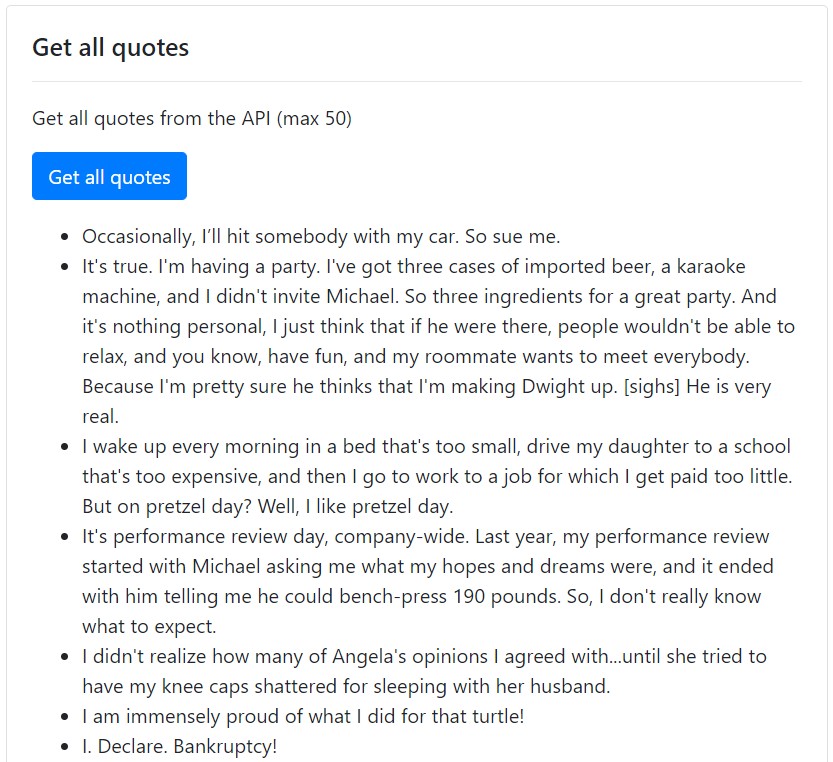 Get all quotes
Get all quotes from the API (max 50)
Get all quotes
• Occasionally, I’ll hit somebody with my car. So sue me.
• It's true. I'm having a party. I've got three cases of imported beer, a karaoke
machine, and I didn't invite Michael. So three ingredients for a great party. And
it's nothing personal, I just think that if he were there, people wouldn't be able to
relax, and you know, have fun, and my roommate wants to meet everybody.
Because I'm pretty sure he thinks that I'm making Dwight up. [sighs] He is very
real.
• I wake up every morning in a bed that's too small, drive my daughter to a school
that's too expensive, and then I go to work to a job for which I get paid too little.
But on pretzel day? Well, I like pretzel day.
• It's performance review day, company-wide. Last year, my performance review
started with Michael asking me what my hopes and dreams were, and it ended
with him telling me he could bench-press 190 pounds. So, I don't really know
what to expect.
• I didn't realize how many of Angela's opinions I agreed with...until she tried to
have my knee caps shattered for sleeping with her husband.
• I am immensely proud of what I did for that turtle!
• I. Declare. Bankruptcy!